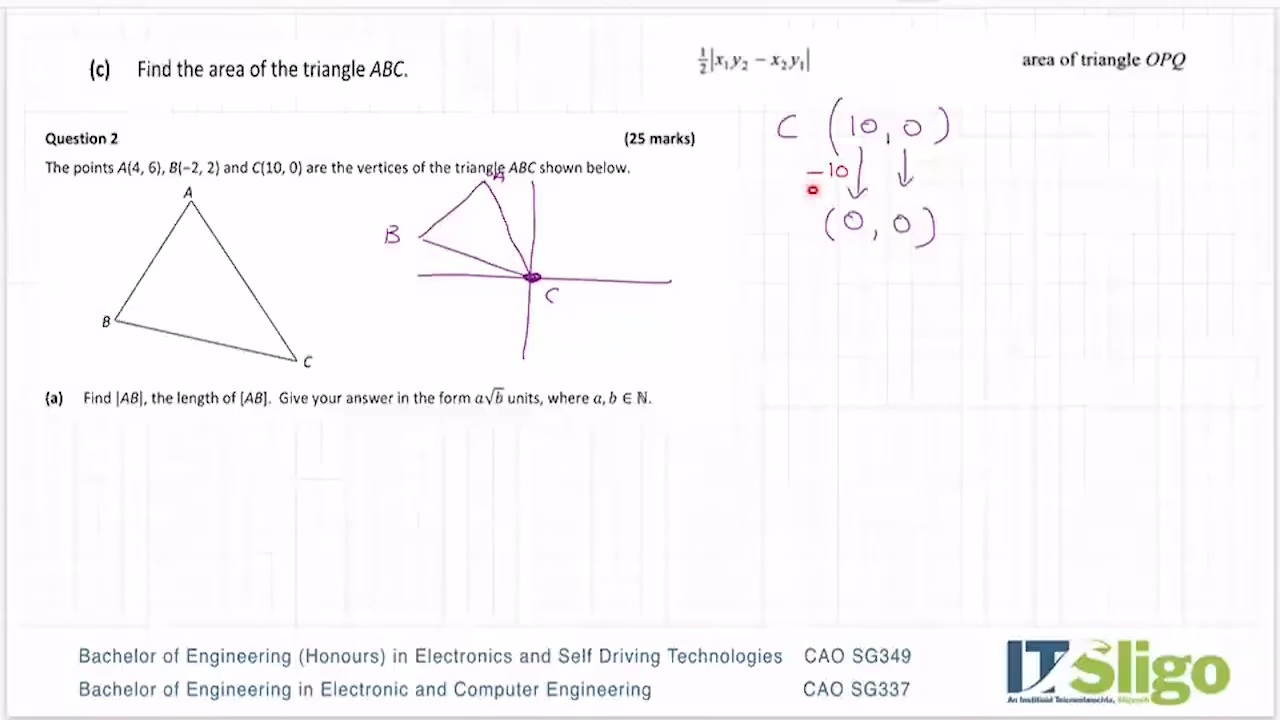 (c) Find the area of the triangle ABC.
½|x₁y₂ − x₂y₁|
area of triangle OPQ
Question 2 (25 marks)
The points A(4, 6), B(−2, 2) and C(10, 0) are the vertices of the triangle ABC shown below.
A
B
C
A
B
C
C (10, 0)
−10
(0, 0)
(a) Find |AB|, the length of [AB]. Give your answer in the form a√b units, where a, b ∈ ℕ.
Bachelor of Engineering (Honours) in Electronics and Self Driving Technologies CAO SG349
Bachelor of Engineering in Electronic and Computer Engineering CAO SG337
IT Sligo